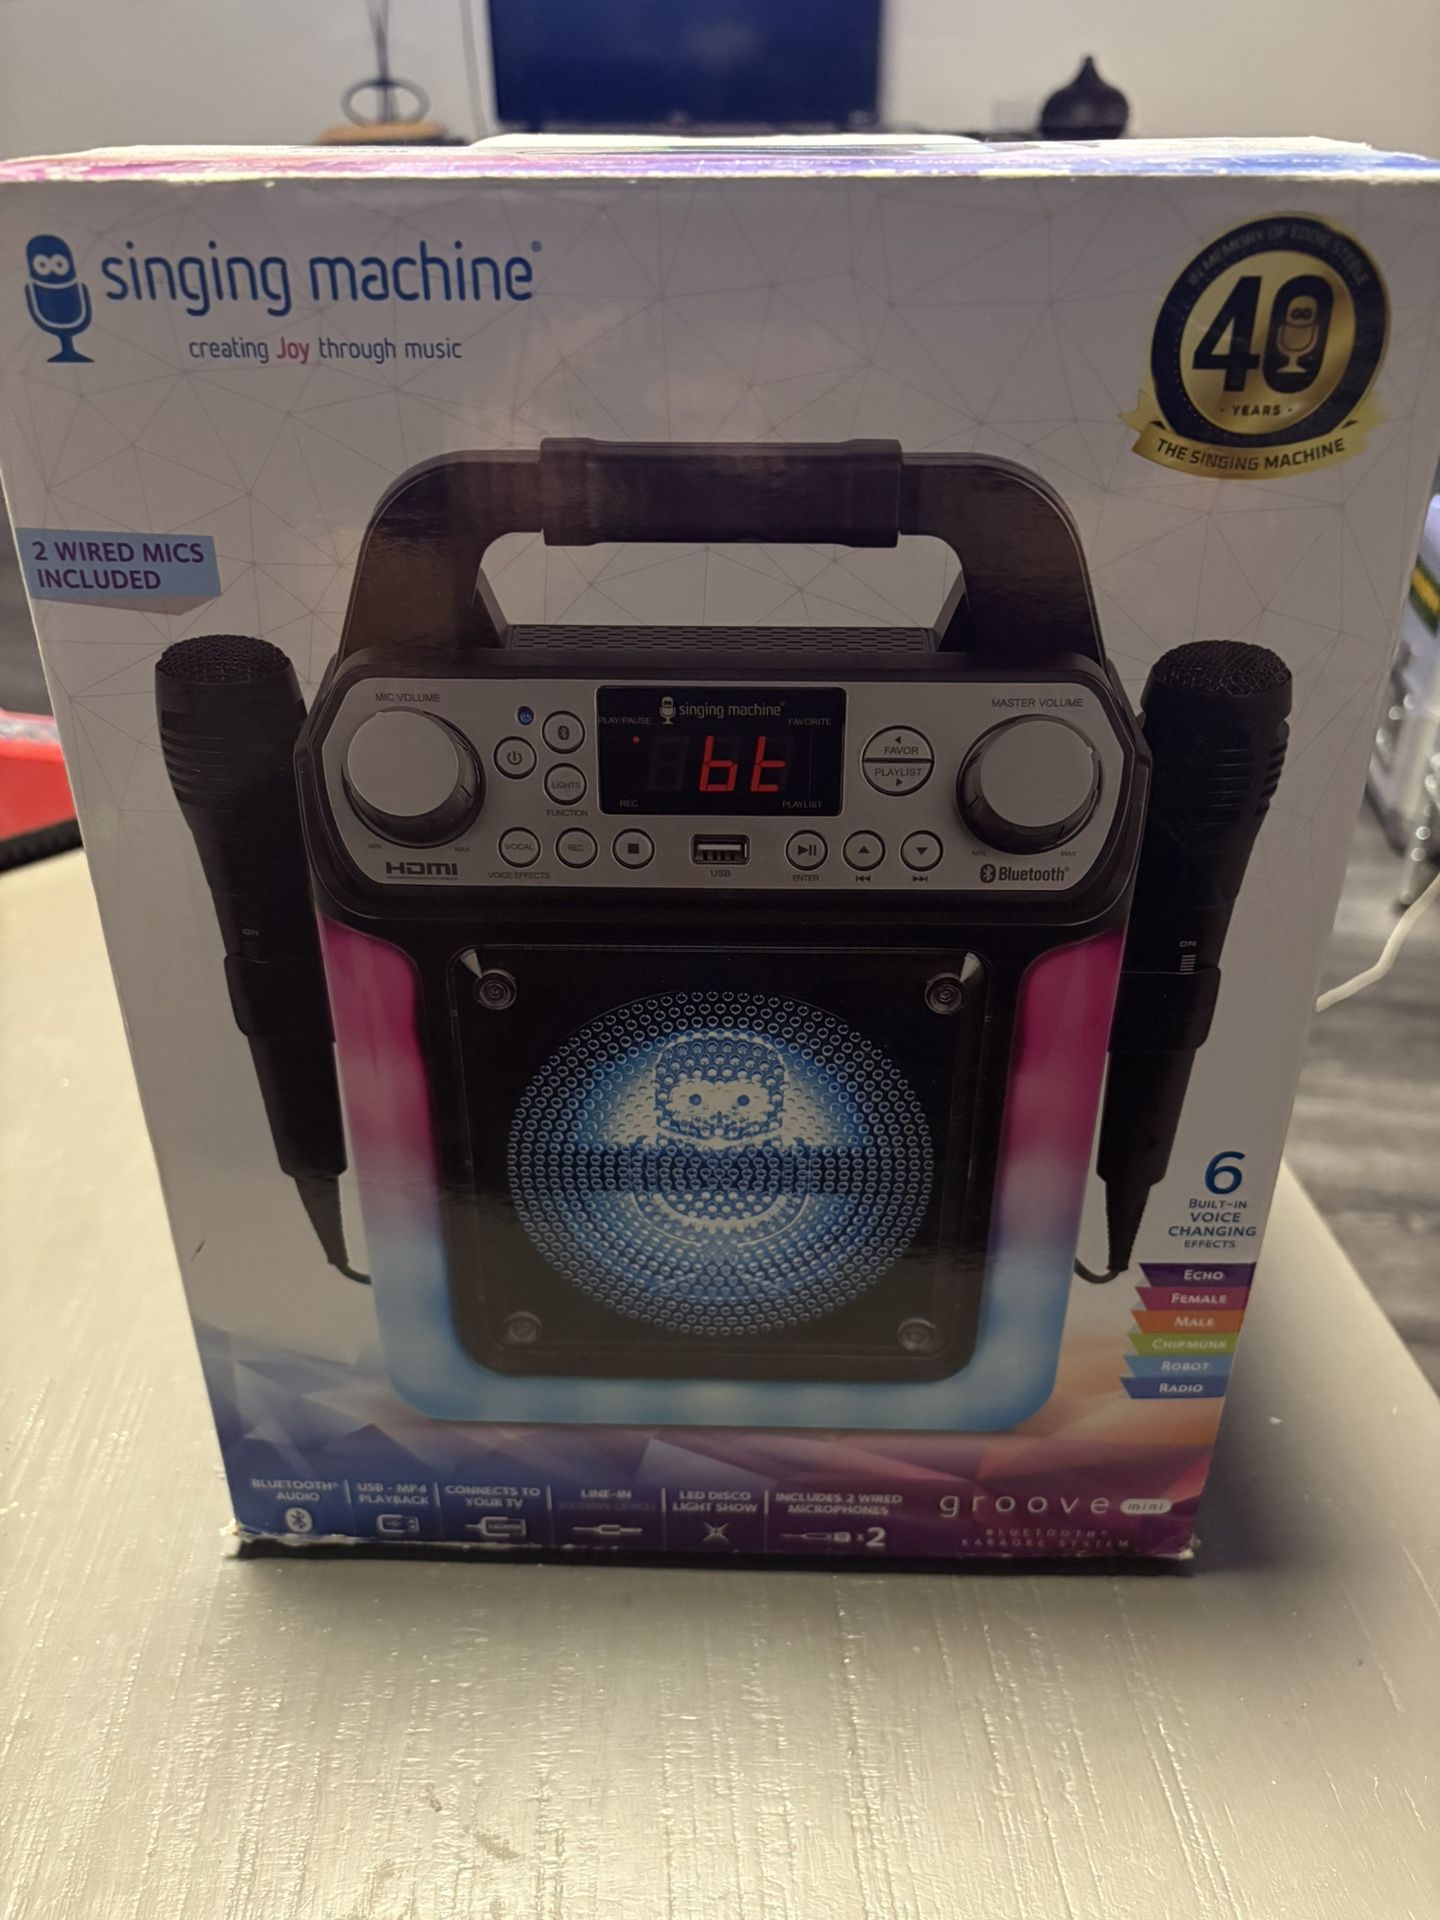 singing machine®
creating Joy through music
IN MEMORY OF EDDIE STEELE
40
· YEARS ·
THE SINGING MACHINE
2 WIRED MICS
INCLUDED
MIC VOLUME
MIN
MAX
HDMI
LIGHTS
FUNCTION
VOCAL
VOICE EFFECTS
REC
singing machine®
PLAY/PAUSE
FAVORITE
bt
REC
PLAYLIST
USB
FAVOR
PLAYLIST
ENTER
MASTER VOLUME
MIN
MAX
Bluetooth®
ON
ON
6
BUILT-IN
VOICE
CHANGING
EFFECTS
ECHO
FEMALE
MALE
CHIPMUNK
ROBOT
RADIO
BLUETOOTH®
AUDIO
USB - MP4
PLAYBACK
CONNECTS TO
YOUR TV
HDMI
LINE-IN
LED DISCO
LIGHT SHOW
INCLUDES 2 WIRED
MICROPHONES
x2
groove mini
BLUETOOTH®
KARAOKE SYSTEM